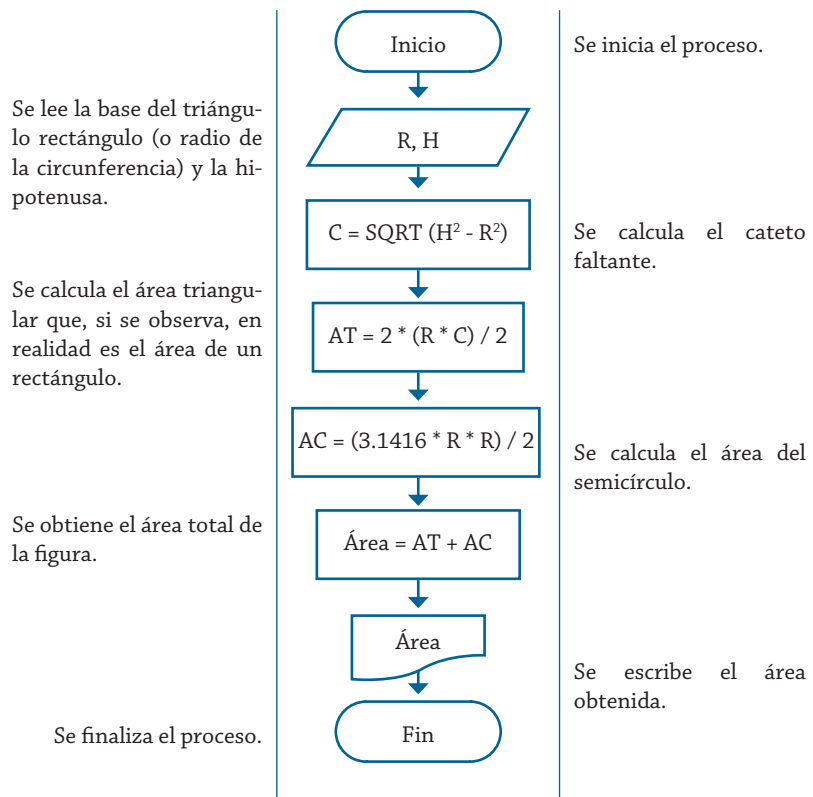 Inicio
Se inicia el proceso.
Se lee la base del triángu-
lo rectángulo (o radio de
la circunferencia) y la hi-
potenusa.
R, H
C = SQRT (H² - R²)
Se calcula el cateto
faltante.
Se calcula el área triangu-
lar que, si se observa, en
realidad es el área de un
rectángulo.
AT = 2 * (R * C) / 2
AC = (3.1416 * R * R) / 2
Se calcula el área del
semicírculo.
Se obtiene el área total de
la figura.
Área = AT + AC
Área
Se escribe el área
obtenida.
Se finaliza el proceso.
Fin